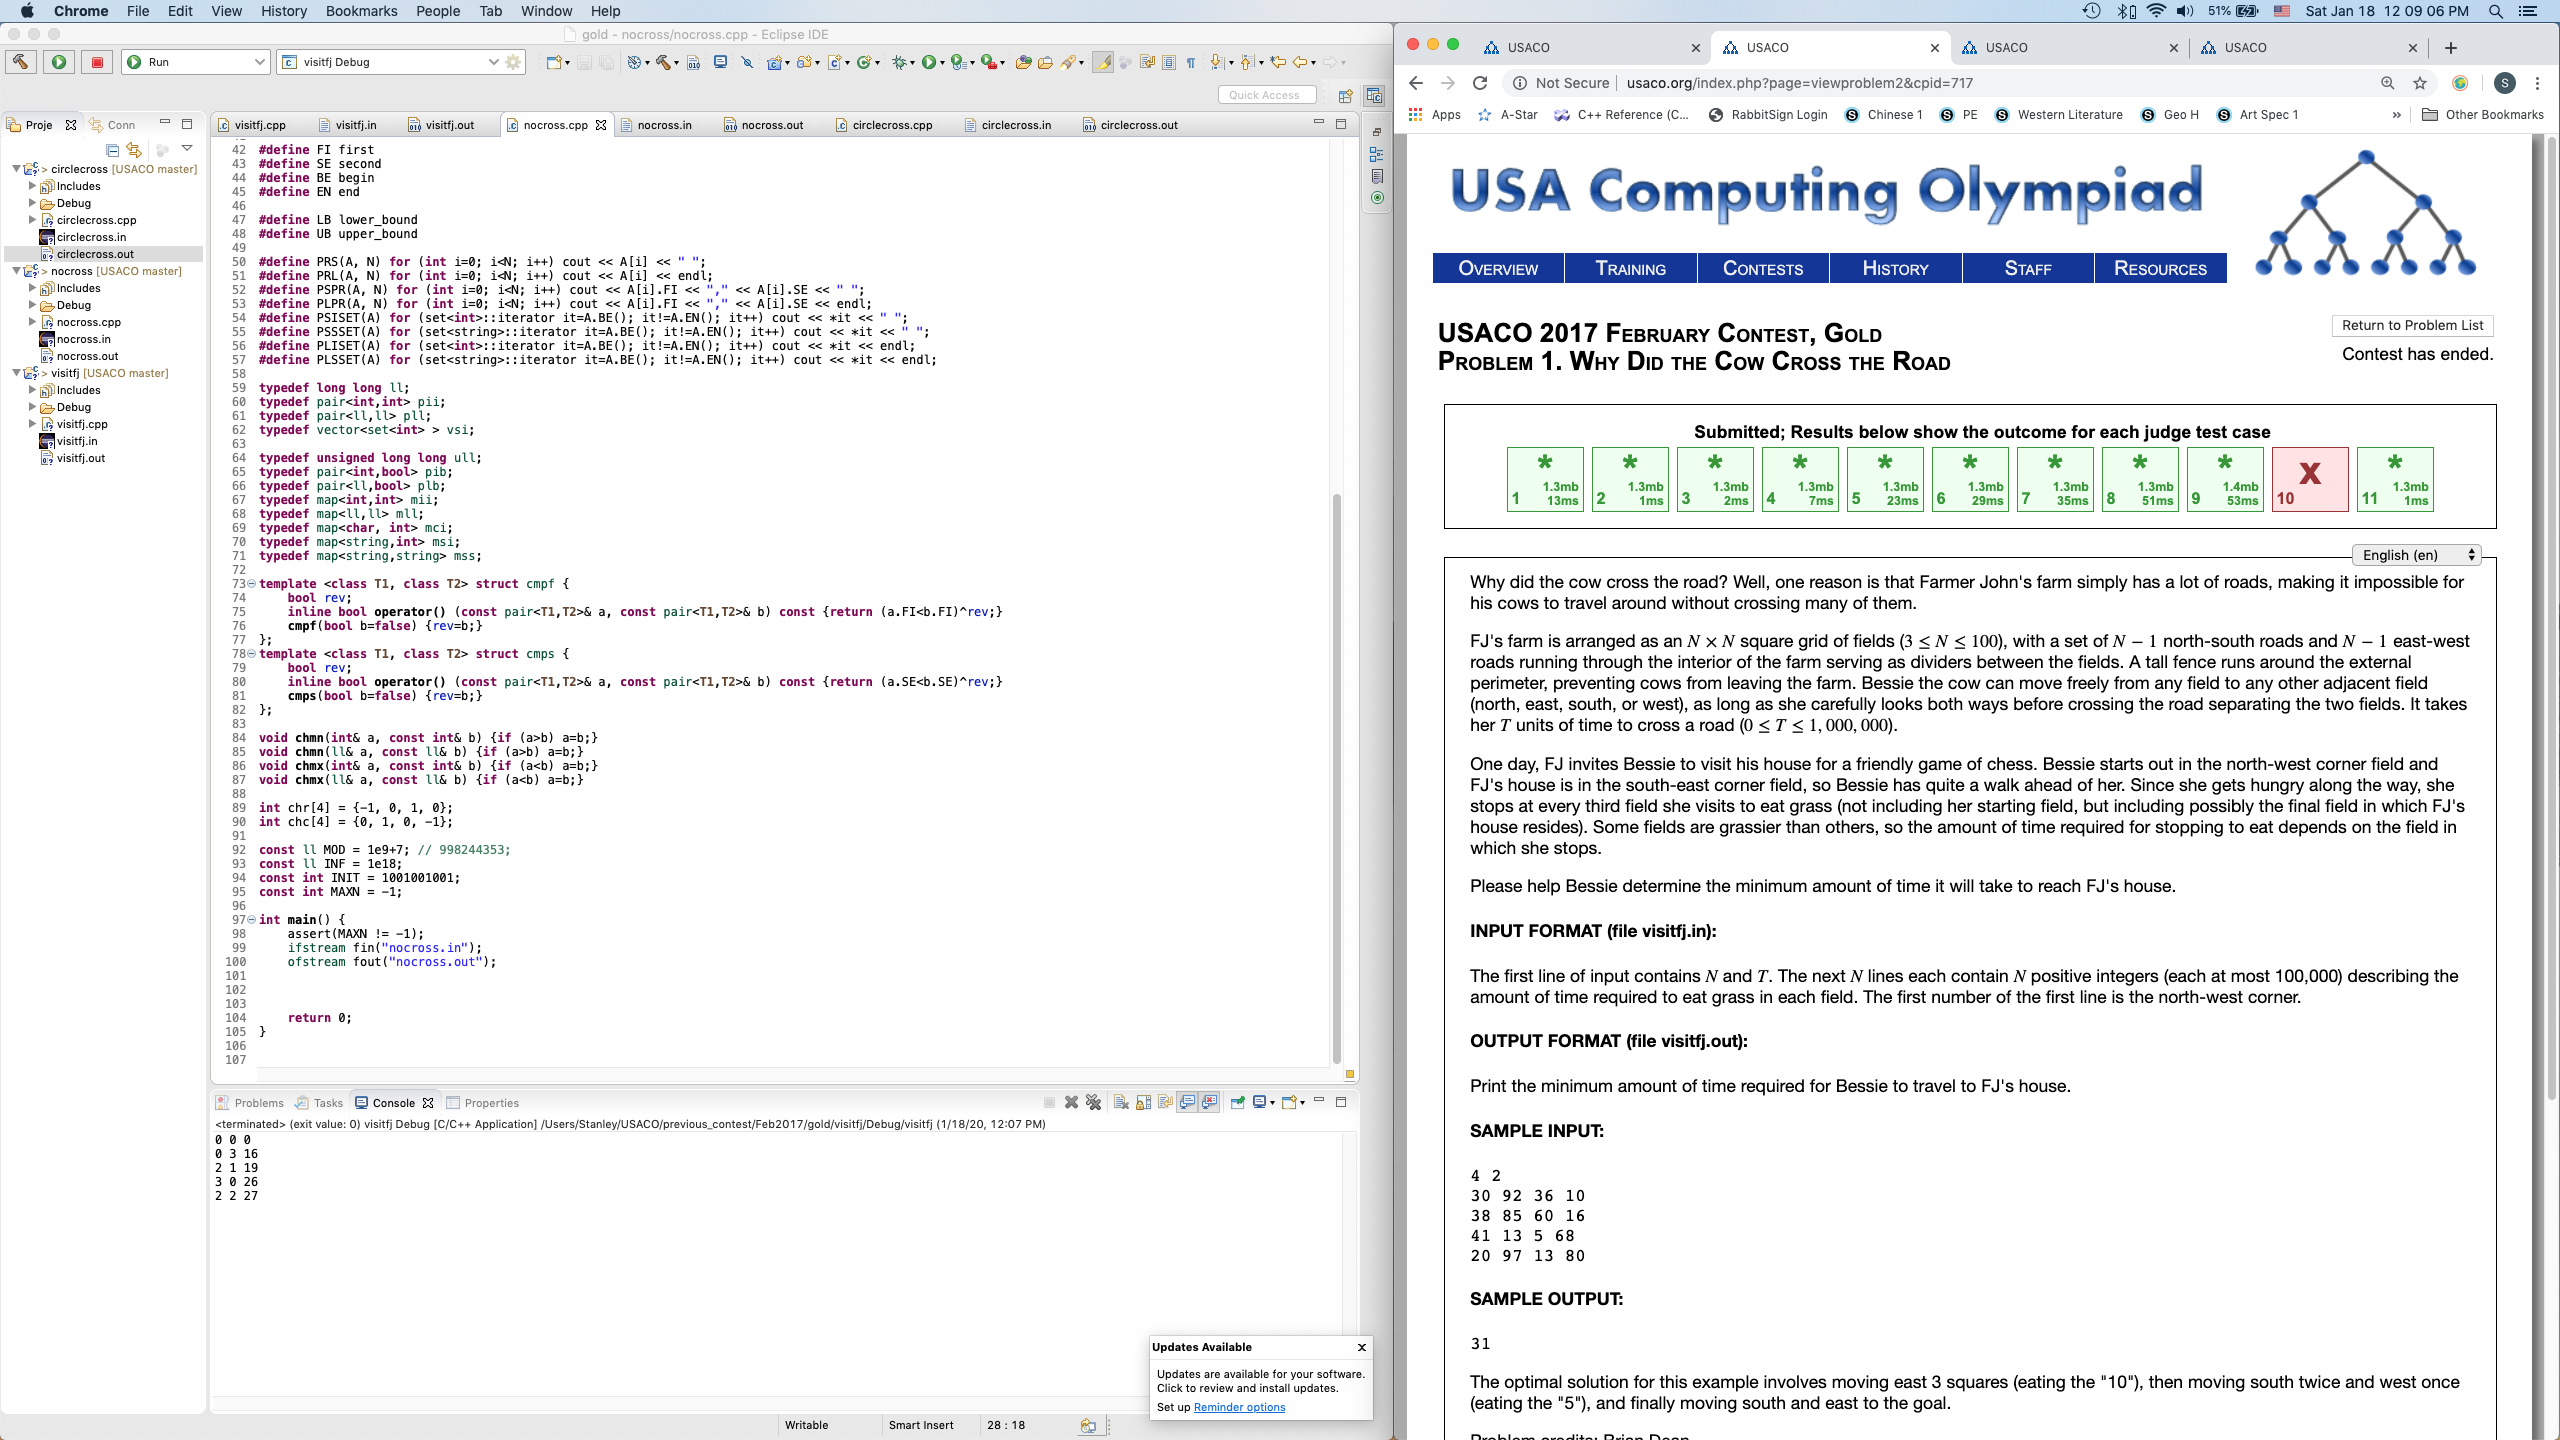 Chrome File Edit View History Bookmarks People Tab Window Help
51% Sat Jan 18 12 09 06 PM
gold - nocross/nocross.cpp - Eclipse IDE
Run visitfj Debug
Quick Access
Proje Conn
circlecross [USACO master]
Includes
Debug
circlecross.cpp
circlecross.in
circlecross.out
nocross [USACO master]
Includes
Debug
nocross.cpp
nocross.in
nocross.out
visitfj [USACO master]
Includes
Debug
visitfj.cpp
visitfj.in
visitfj.out
visitfj.cpp visitfj.in visitfj.out nocross.cpp nocross.in nocross.out circlecross.cpp circlecross.in circlecross.out
42 #define FI first
43 #define SE second
44 #define BE begin
45 #define EN end
46
47 #define LB lower_bound
48 #define UB upper_bound
49
50 #define PRS(A, N) for (int i=0; i<N; i++) cout << A[i] << " ";
51 #define PRL(A, N) for (int i=0; i<N; i++) cout << A[i] << endl;
52 #define PSPR(A, N) for (int i=0; i<N; i++) cout << A[i].FI << "," << A[i].SE << " ";
53 #define PLPR(A, N) for (int i=0; i<N; i++) cout << A[i].FI << "," << A[i].SE << endl;
54 #define PSISET(A) for (set<int>::iterator it=A.BE(); it!=A.EN(); it++) cout << *it << " ";
55 #define PSSSET(A) for (set<string>::iterator it=A.BE(); it!=A.EN(); it++) cout << *it << " ";
56 #define PLISET(A) for (set<int>::iterator it=A.BE(); it!=A.EN(); it++) cout << *it << endl;
57 #define PLSSET(A) for (set<string>::iterator it=A.BE(); it!=A.EN(); it++) cout << *it << endl;
58
59 typedef long long ll;
60 typedef pair<int,int> pii;
61 typedef pair<ll,ll> pll;
62 typedef vector<set<int> > vsi;
63
64 typedef unsigned long long ull;
65 typedef pair<int,bool> pib;
66 typedef pair<ll,bool> plb;
67 typedef map<int,int> mii;
68 typedef map<ll,ll> mll;
69 typedef map<char, int> mci;
70 typedef map<string,int> msi;
71 typedef map<string,string> mss;
72
73 template <class T1, class T2> struct cmpf {
74 bool rev;
75 inline bool operator() (const pair<T1,T2>& a, const pair<T1,T2>& b) const {return (a.FI<b.FI)^rev;}
76 cmpf(bool b=false) {rev=b;}
77 };
78 template <class T1, class T2> struct cmps {
79 bool rev;
80 inline bool operator() (const pair<T1,T2>& a, const pair<T1,T2>& b) const {return (a.SE<b.SE)^rev;}
81 cmps(bool b=false) {rev=b;}
82 };
83
84 void chmn(int& a, const int& b) {if (a>b) a=b;}
85 void chmn(ll& a, const ll& b) {if (a>b) a=b;}
86 void chmx(int& a, const int& b) {if (a<b) a=b;}
87 void chmx(ll& a, const ll& b) {if (a<b) a=b;}
88
89 int chr[4] = {-1, 0, 1, 0};
90 int chc[4] = {0, 1, 0, -1};
91
92 const ll MOD = 1e9+7; // 998244353;
93 const ll INF = 1e18;
94 const int INIT = 1001001001;
95 const int MAXN = -1;
96
97 int main() {
98 assert(MAXN != -1);
99 ifstream fin("nocross.in");
100 ofstream fout("nocross.out");
101
102
103
104 return 0;
105 }
106
107
Problems Tasks Console Properties
<terminated> (exit value: 0) visitfj Debug [C/C++ Application] /Users/Stanley/USACO/previous_contest/Feb2017/gold/visitfj/Debug/visitfj (1/18/20, 12:07 PM)
0 0 0
0 3 16
2 1 19
3 0 26
2 2 27
Updates Available x
Updates are available for your software.
Click to review and install updates.
Set up Reminder options
Writable Smart Insert 28 : 18
USACO USACO USACO USACO
Not Secure usaco.org/index.php?page=viewproblem2&cpid=717
S
Apps A-Star C++ Reference (C... RabbitSign Login Chinese 1 PE Western Literature Geo H Art Spec 1 » Other Bookmarks
USA Computing Olympiad
OVERVIEW TRAINING CONTESTS HISTORY STAFF RESOURCES
USACO 2017 FEBRUARY CONTEST, GOLD
PROBLEM 1. WHY DID THE COW CROSS THE ROAD
Return to Problem List
Contest has ended.
Submitted; Results below show the outcome for each judge test case
* * * * * * * * * X *
1.3mb 1.3mb 1.3mb 1.3mb 1.3mb 1.3mb 1.3mb 1.3mb 1.4mb 1.3mb
1 13ms 2 1ms 3 2ms 4 7ms 5 23ms 6 29ms 7 35ms 8 51ms 9 53ms 10 11 1ms
English (en)
Why did the cow cross the road? Well, one reason is that Farmer John's farm simply has a lot of roads, making it impossible for
his cows to travel around without crossing many of them.
FJ's farm is arranged as an N × N square grid of fields (3 ≤ N ≤ 100), with a set of N − 1 north-south roads and N − 1 east-west
roads running through the interior of the farm serving as dividers between the fields. A tall fence runs around the external
perimeter, preventing cows from leaving the farm. Bessie the cow can move freely from any field to any other adjacent field
(north, east, south, or west), as long as she carefully looks both ways before crossing the road separating the two fields. It takes
her T units of time to cross a road (0 ≤ T ≤ 1, 000, 000).
One day, FJ invites Bessie to visit his house for a friendly game of chess. Bessie starts out in the north-west corner field and
FJ's house is in the south-east corner field, so Bessie has quite a walk ahead of her. Since she gets hungry along the way, she
stops at every third field she visits to eat grass (not including her starting field, but including possibly the final field in which FJ's
house resides). Some fields are grassier than others, so the amount of time required for stopping to eat depends on the field in
which she stops.
Please help Bessie determine the minimum amount of time it will take to reach FJ's house.
INPUT FORMAT (file visitfj.in):
The first line of input contains N and T. The next N lines each contain N positive integers (each at most 100,000) describing the
amount of time required to eat grass in each field. The first number of the first line is the north-west corner.
OUTPUT FORMAT (file visitfj.out):
Print the minimum amount of time required for Bessie to travel to FJ's house.
SAMPLE INPUT:
4 2
30 92 36 10
38 85 60 16
41 13 5 68
20 97 13 80
SAMPLE OUTPUT:
31
The optimal solution for this example involves moving east 3 squares (eating the "10"), then moving south twice and west once
(eating the "5"), and finally moving south and east to the goal.
Problem credits: Brian Dean